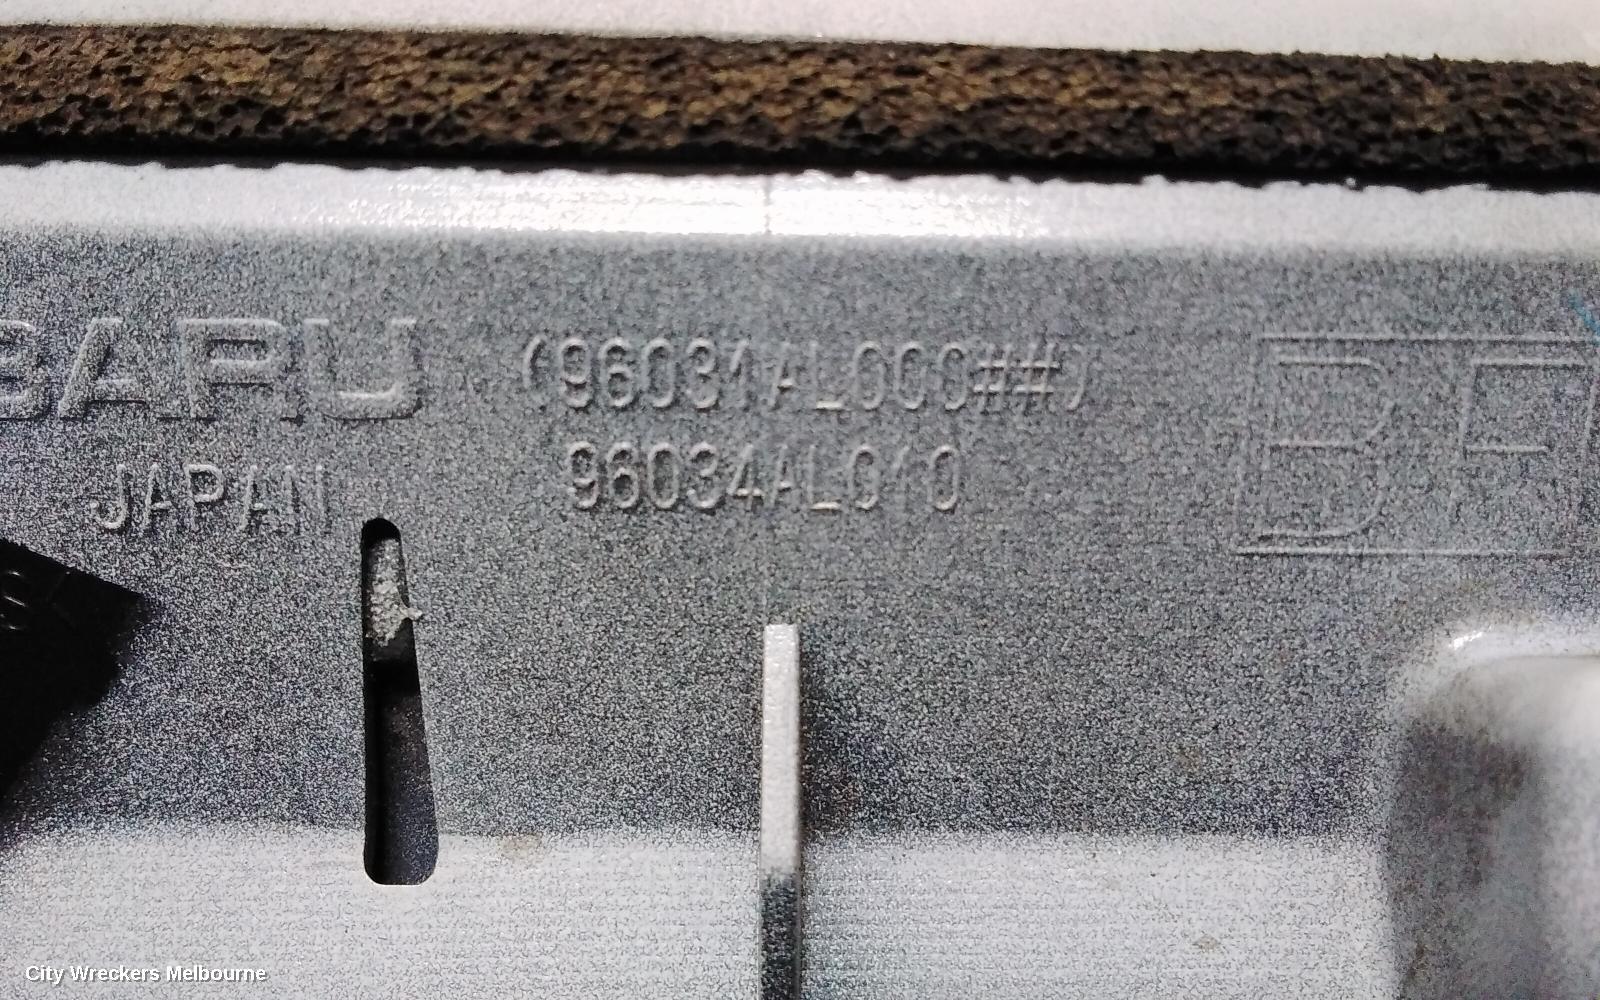 BARU
JAPAN
(96031AL000##)
96034AL010
City Wreckers Melbourne